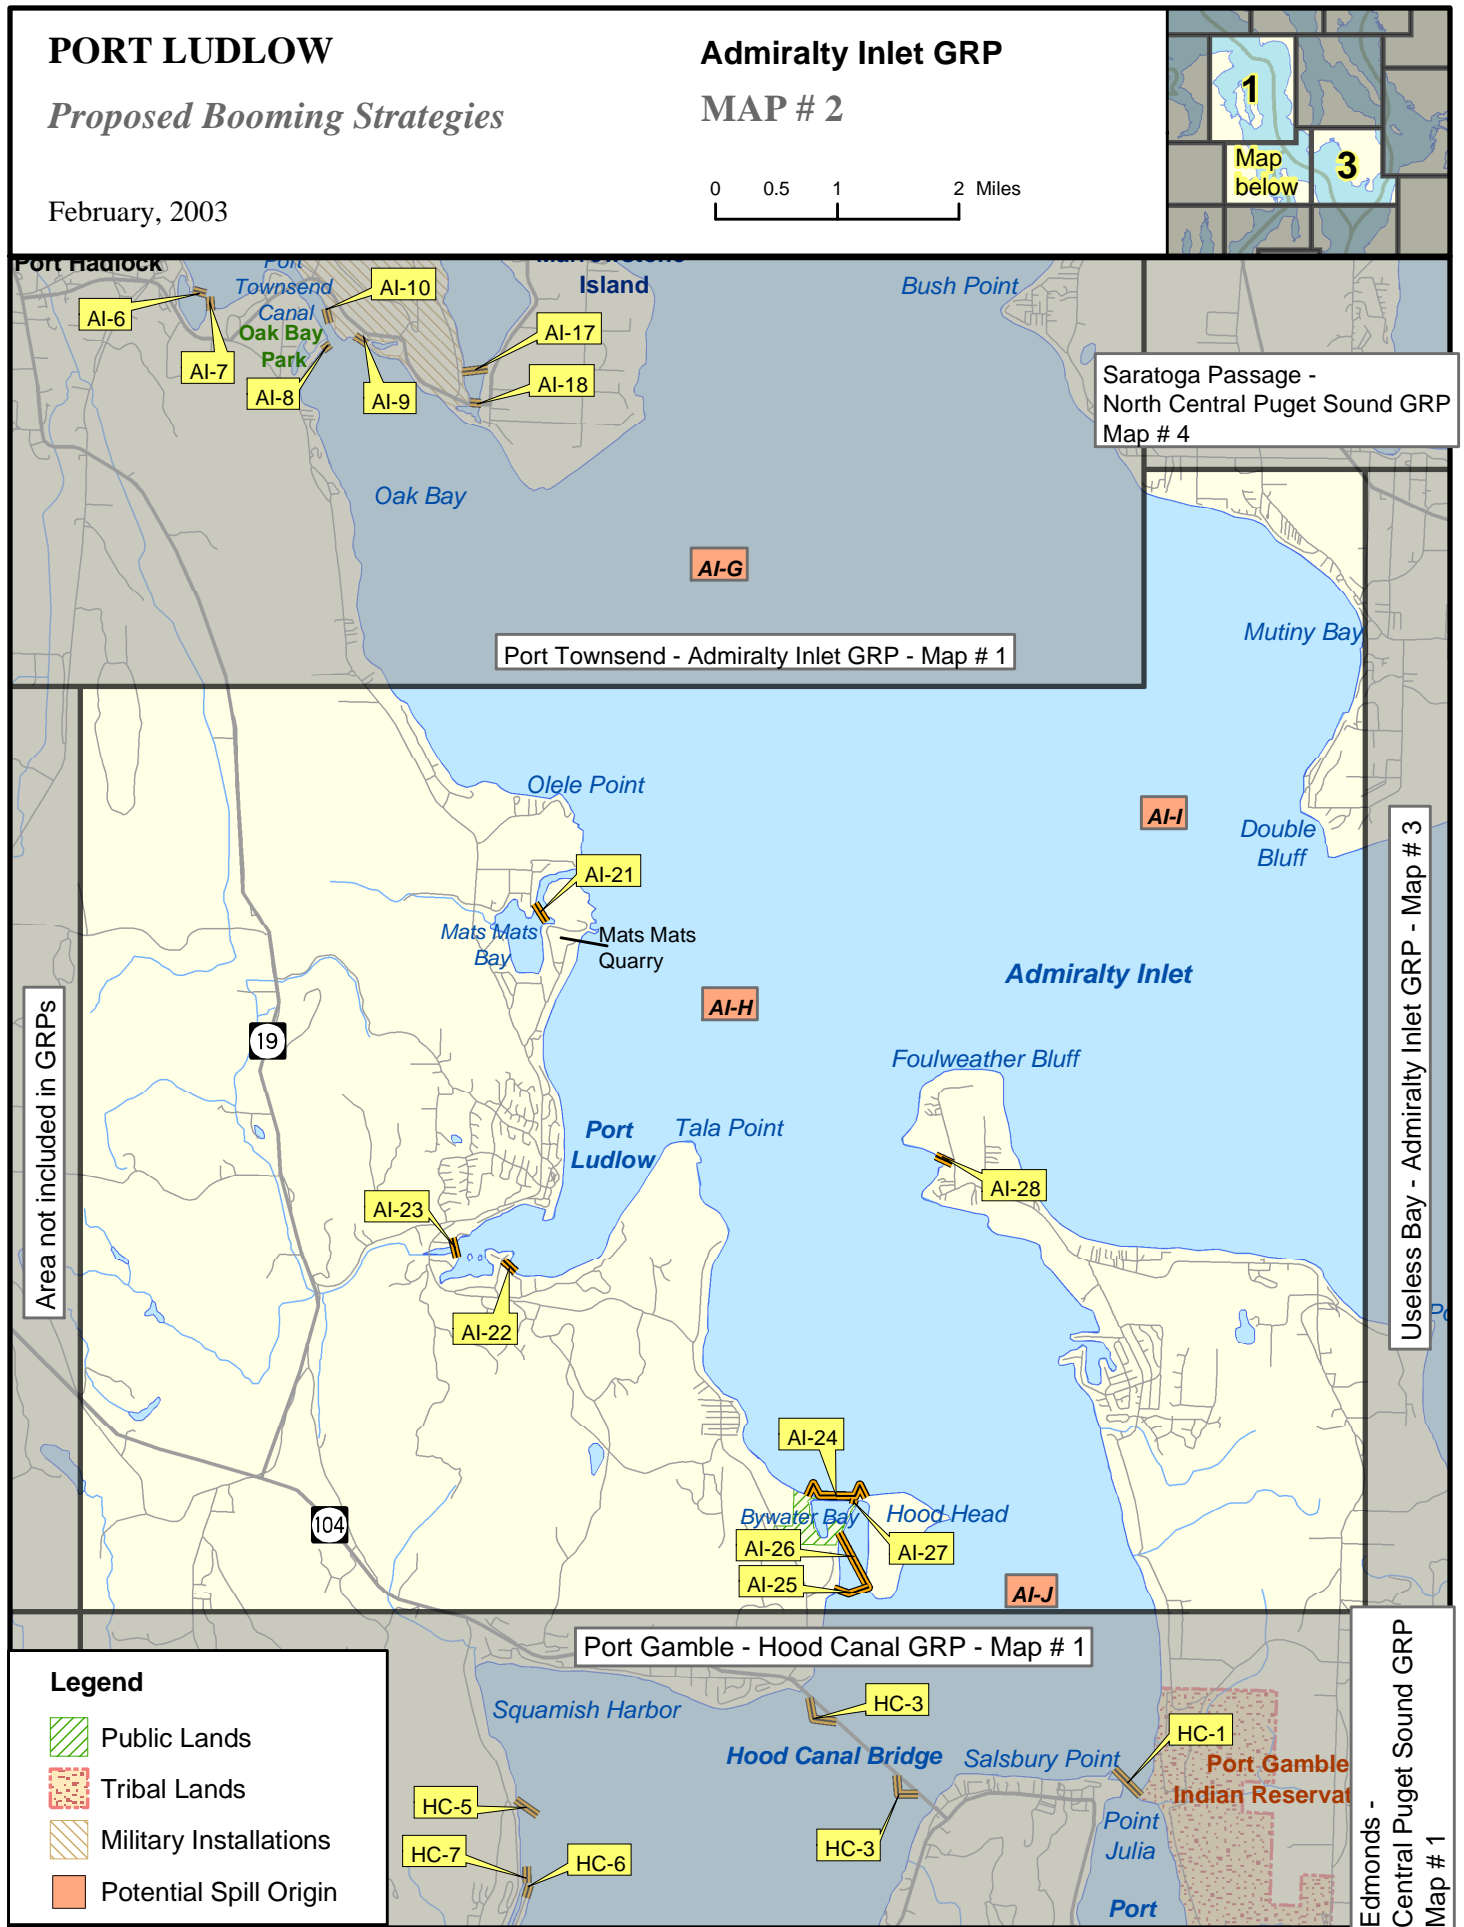 PORT LUDLOW
Proposed Booming Strategies
February, 2003
Admiralty Inlet GRP
MAP # 2
0 0.5 1 2 Miles
1
Map
below
3
Port Hadlock
Port
Townsend
Canal
Oak Bay
Park
AI-6
AI-7
AI-8
AI-9
AI-10
AI-17
AI-18
Marrowstone
Island
Bush Point
Saratoga Passage -
North Central Puget Sound GRP
Map # 4
Oak Bay
AI-G
Port Townsend - Admiralty Inlet GRP - Map # 1
Mutiny Bay
Olele Point
AI-I
Double
Bluff
AI-21
Mats Mats
Bay
Mats Mats
Quarry
Admiralty Inlet
AI-H
19
Foulweather Bluff
Port
Ludlow
Tala Point
AI-28
AI-23
AI-22
Area not included in GRPs
Useless Bay - Admiralty Inlet GRP - Map # 3
Po
AI-24
104
Bywater Bay
Hood Head
AI-26
AI-27
AI-25
AI-J
Port Gamble - Hood Canal GRP - Map # 1
Edmonds -
Central Puget Sound GRP
Map # 1
Legend
Public Lands
Tribal Lands
Military Installations
Potential Spill Origin
Squamish Harbor
HC-3
Hood Canal Bridge
Salsbury Point
HC-1
Port Gamble
Indian Reservat
HC-5
HC-3
Point
Julia
HC-7
HC-6
Port